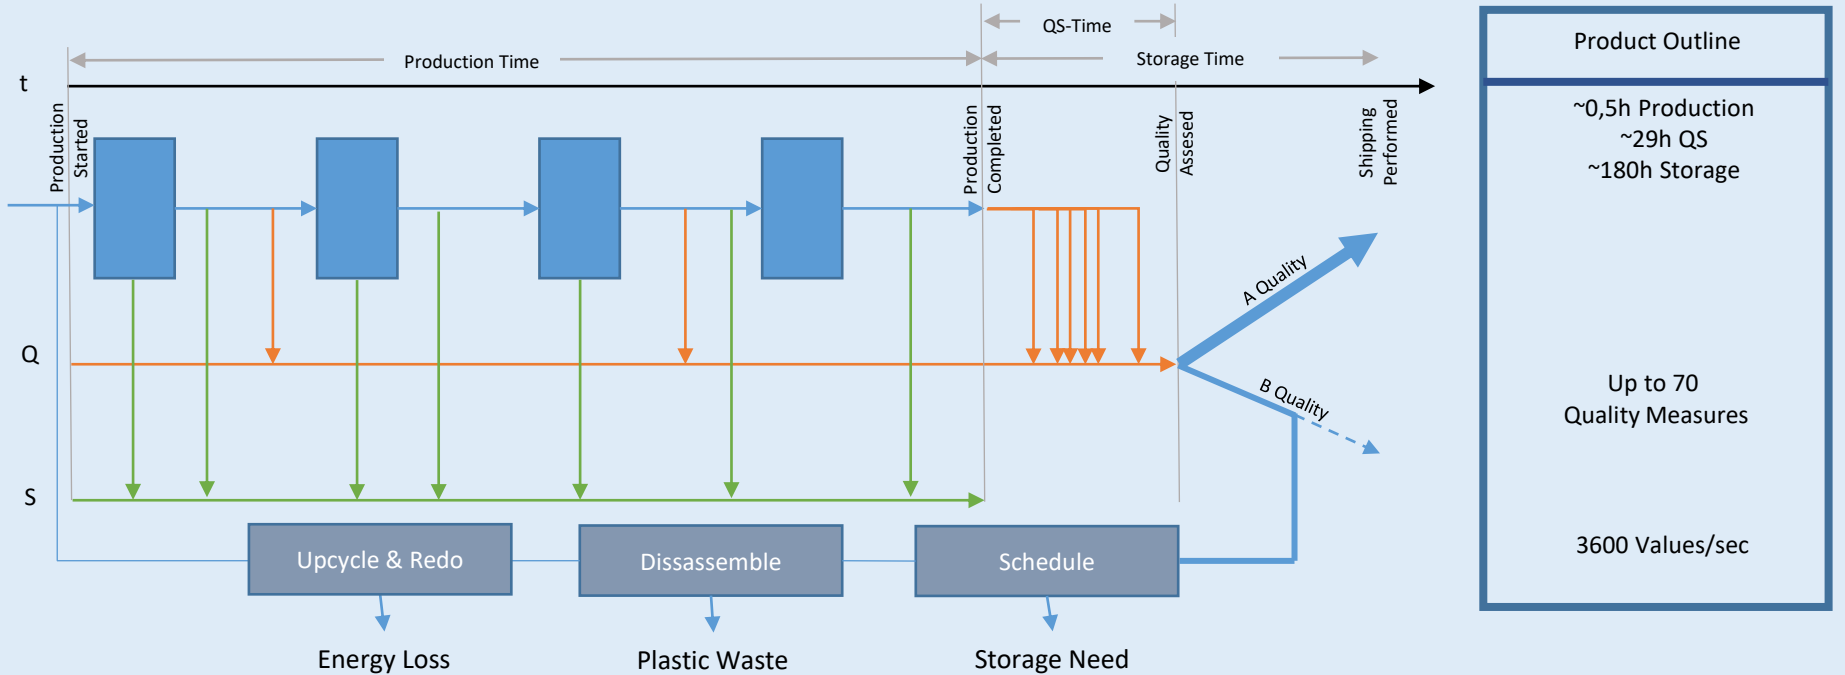 QS-Time
Production Time
Storage Time
t
Production
Started
Production
Completed
Quality
Assessed
Shipping
Performed
A Quality
B Quality
Q
S
Upcycle & Redo
Dissassemble
Schedule
Energy Loss
Plastic Waste
Storage Need
Product Outline
~0,5h Production
~29h QS
~180h Storage
Up to 70
Quality Measures
3600 Values/sec